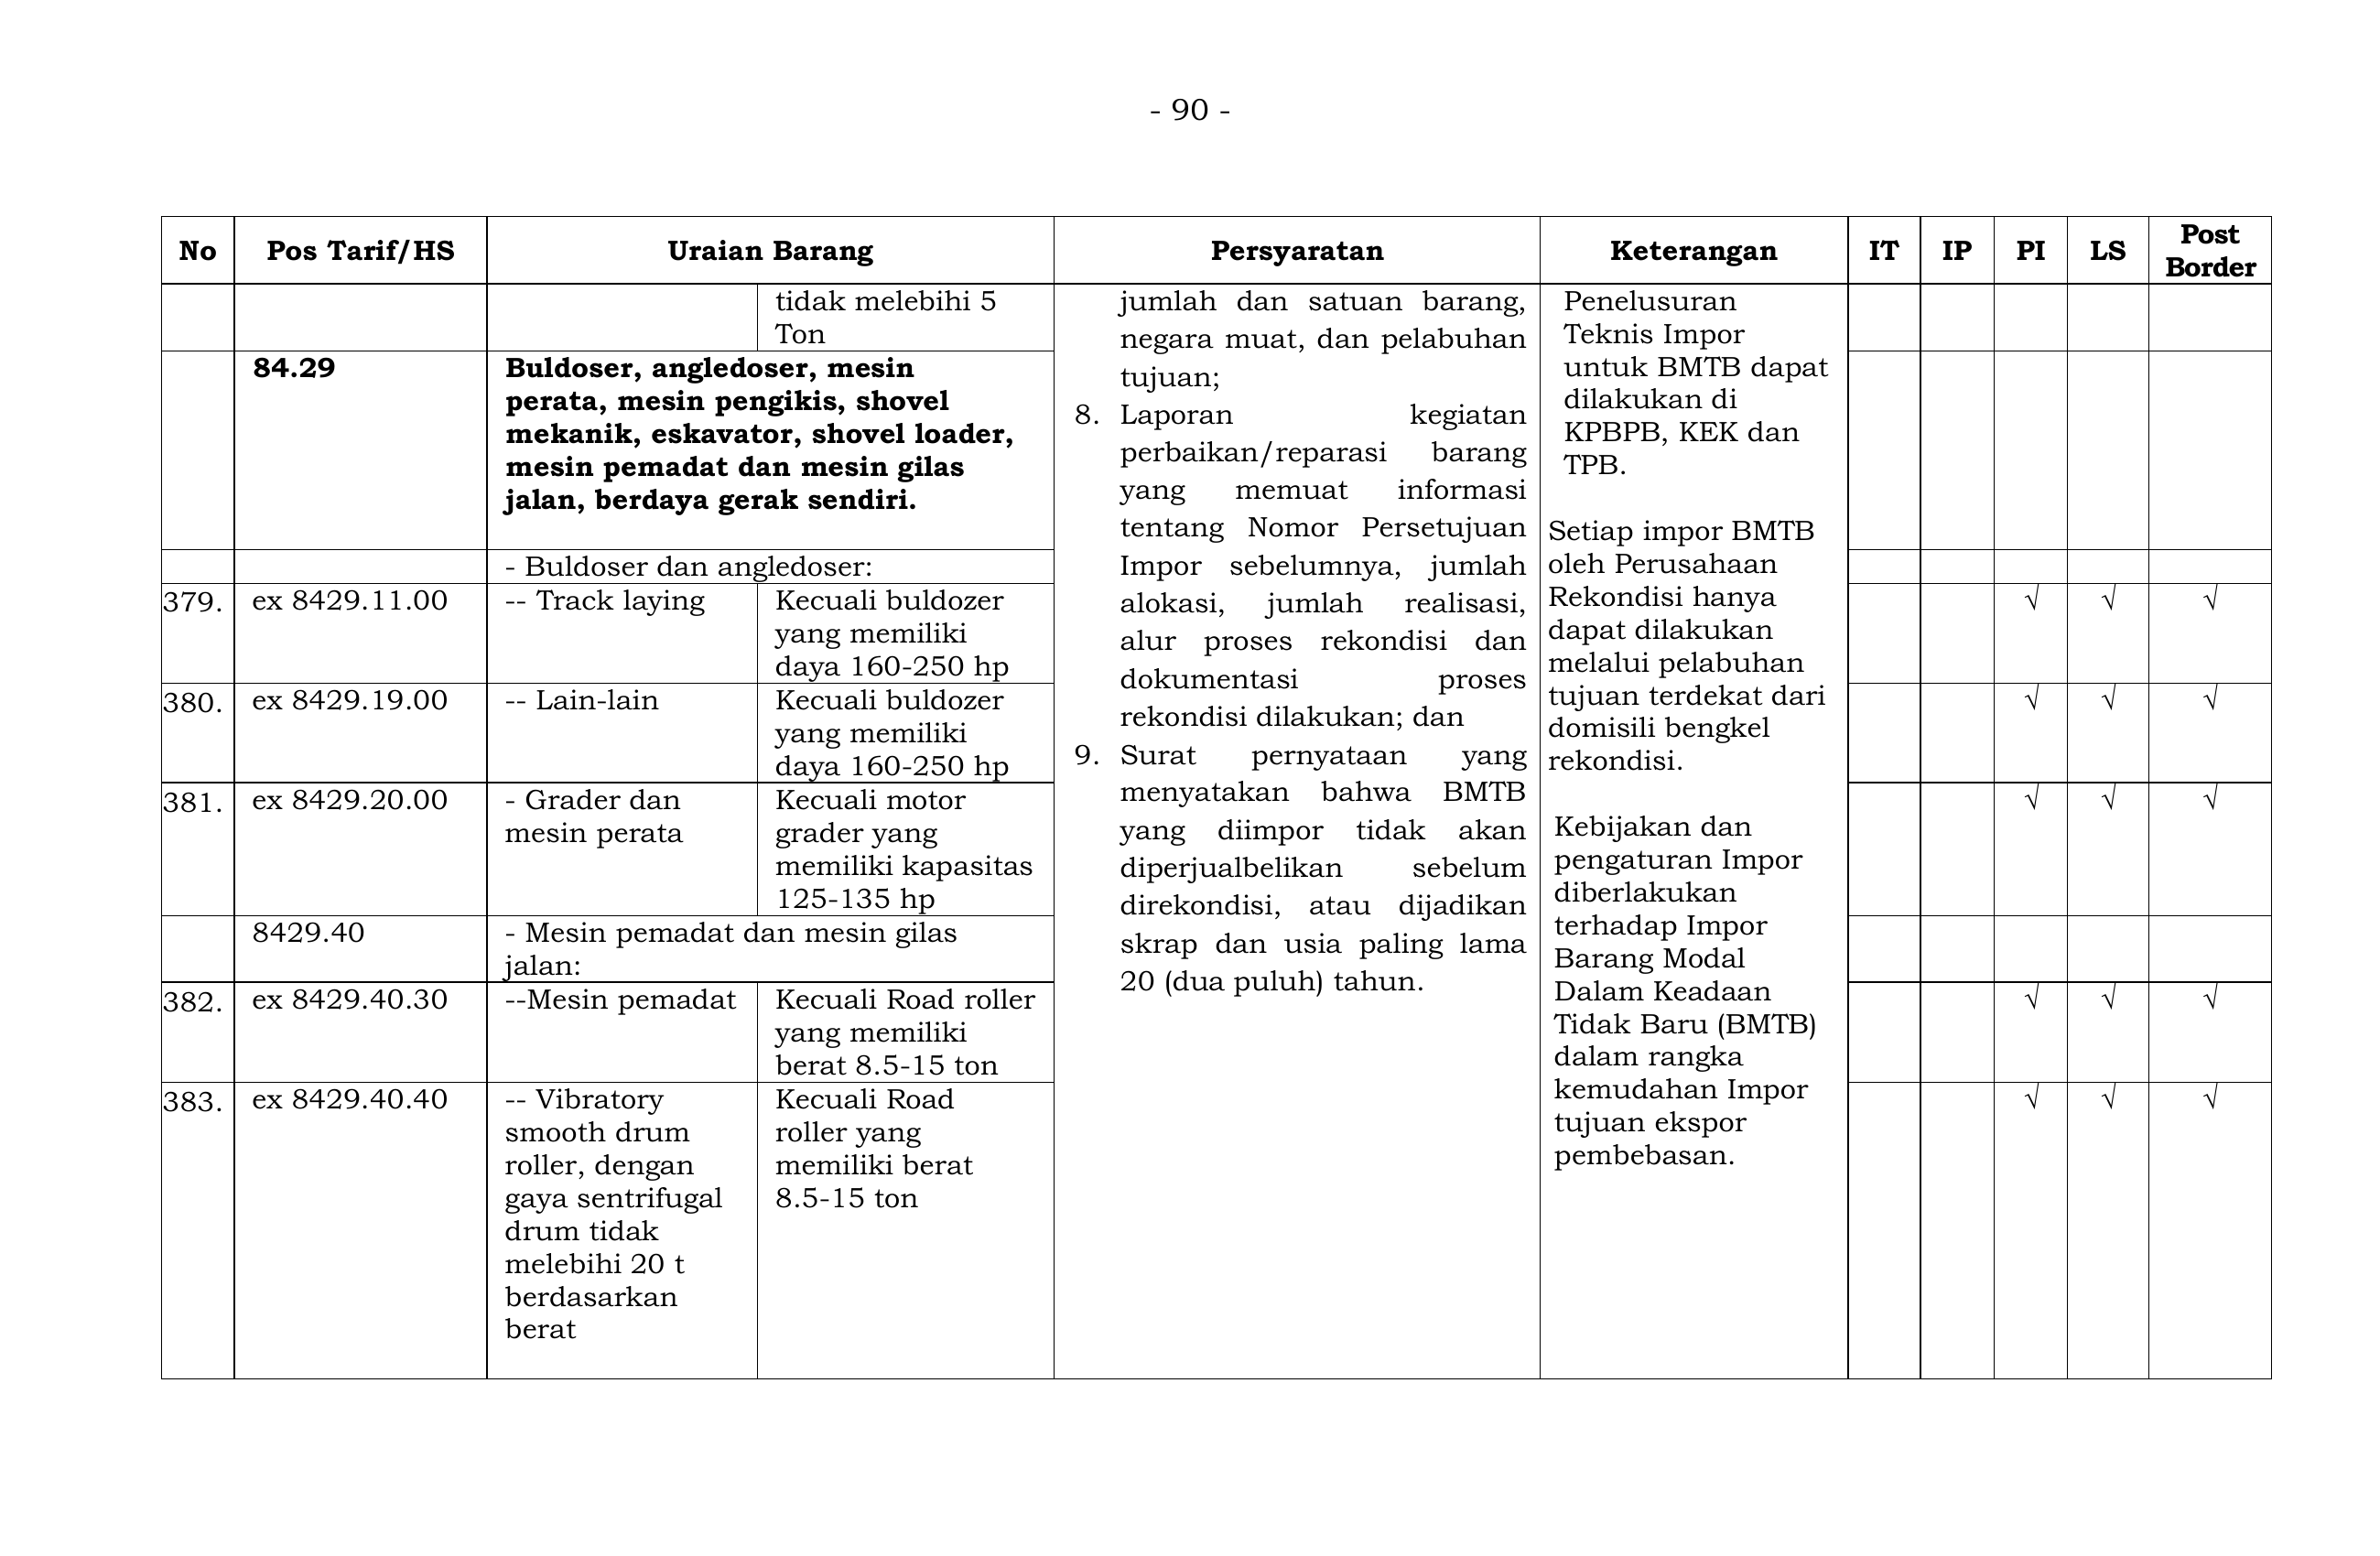 - 90 -
No
Pos Tarif/HS
Uraian Barang
Persyaratan
Keterangan
IT
IP
PI
LS
Post
Border
tidak melebihi 5
Ton
84.29
Buldoser, angledoser, mesin
perata, mesin pengikis, shovel
mekanik, eskavator, shovel loader,
mesin pemadat dan mesin gilas
jalan, berdaya gerak sendiri.
- Buldoser dan angledoser:
379.
ex 8429.11.00
-- Track laying
Kecuali buldozer
yang memiliki
daya 160-250 hp
√
√
√
380.
ex 8429.19.00
-- Lain-lain
Kecuali buldozer
yang memiliki
daya 160-250 hp
√
√
√
381.
ex 8429.20.00
- Grader dan
mesin perata
Kecuali motor
grader yang
memiliki kapasitas
125-135 hp
√
√
√
8429.40
- Mesin pemadat dan mesin gilas
jalan:
382.
ex 8429.40.30
--Mesin pemadat
Kecuali Road roller
yang memiliki
berat 8.5-15 ton
√
√
√
383.
ex 8429.40.40
-- Vibratory
smooth drum
roller, dengan
gaya sentrifugal
drum tidak
melebihi 20 t
berdasarkan
berat
Kecuali Road
roller yang
memiliki berat
8.5-15 ton
√
√
√
jumlah dan satuan barang,
negara muat, dan pelabuhan
tujuan;
8. Laporan kegiatan
perbaikan/reparasi barang
yang memuat informasi
tentang Nomor Persetujuan
Impor sebelumnya, jumlah
alokasi, jumlah realisasi,
alur proses rekondisi dan
dokumentasi proses
rekondisi dilakukan; dan
9. Surat pernyataan yang
menyatakan bahwa BMTB
yang diimpor tidak akan
diperjualbelikan sebelum
direkondisi, atau dijadikan
skrap dan usia paling lama
20 (dua puluh) tahun.
Penelusuran
Teknis Impor
untuk BMTB dapat
dilakukan di
KPBPB, KEK dan
TPB.
Setiap impor BMTB
oleh Perusahaan
Rekondisi hanya
dapat dilakukan
melalui pelabuhan
tujuan terdekat dari
domisili bengkel
rekondisi.
Kebijakan dan
pengaturan Impor
diberlakukan
terhadap Impor
Barang Modal
Dalam Keadaan
Tidak Baru (BMTB)
dalam rangka
kemudahan Impor
tujuan ekspor
pembebasan.